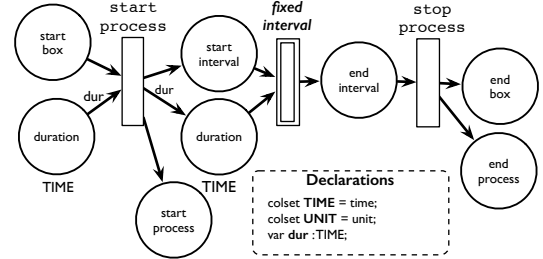 start
process
fixed
interval
stop
process
start
box
start
interval
end
interval
end
box
dur
dur
duration
duration
TIME
TIME
start
process
end
process
Declarations
colset TIME = time;
colset UNIT = unit;
var dur :TIME;